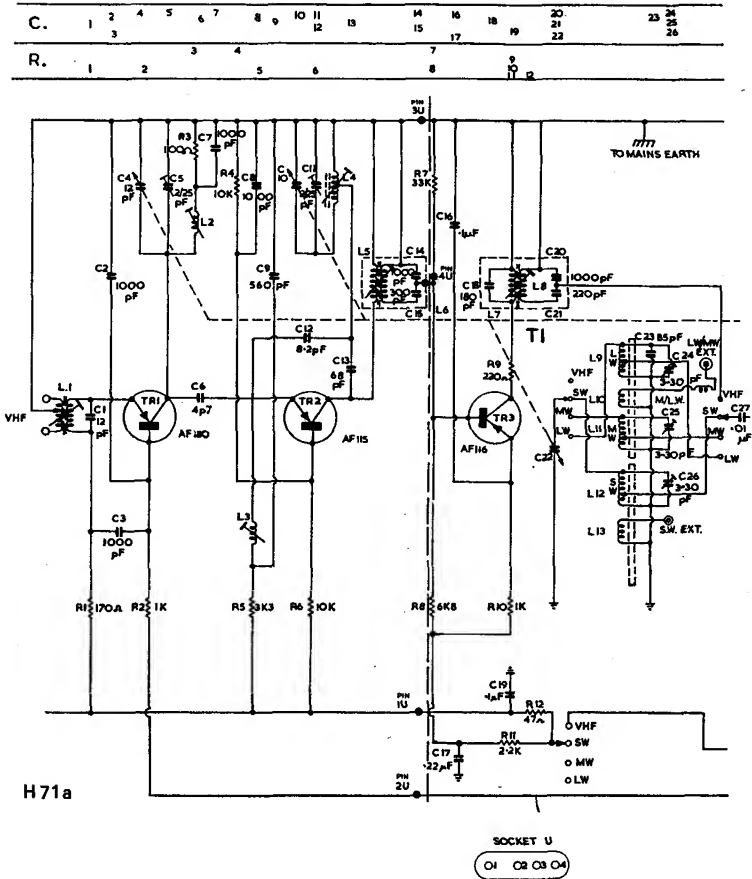 C. 1 2 3 4 5 6 7 8 9 10 11 12 13 14 15 16 17 18 19 20 21 22 23 24 25 26
R. 1 2 3 4 5 6 7 8 9 10 11 12
PIN 3U
TO MAINS EARTH
R3 100Ω
C7 1000 pF
C4 12 pF
C5 2/25 pF
R4 10K
C8 1000 pF
C 10
C11 pF
L4
R7 33K
L2
C16 ·1µF
C2 1000 pF
C9 560 pF
L5
C14 1000 pF
300 pF
C15
PIN 4U
L6
C18 180 pF
L8
C20 1000pF
220pF
C21
L7
T1
C12 8·2pF
C13 68 pF
R9 220Ω
VHF
L.1
C1 12 pF
TR1
AF180
C6 4p7
TR2
AF115
TR3
AF116
C22
VHF
SW
MW
LW
L9
L W
C23 85pF
C24 3-30 pF
LW/MW EXT.
L10
M/L.W.
L11
M W
C25 3-30pF
VHF
SW
MW
LW
C27 ·01 µF
L12
S W
C26 3-30 pF
L13
S.W. EXT.
C3 1000 pF
L3
R1 170Ω
R2 1K
R5 3K3
R6 10K
R8 6K8
R10 1K
C19 ·1µF
R12 47Ω
PIN 1U
R11 2·2K
C17 ·22µF
VHF
SW
MW
LW
H71a
PIN 2U
SOCKET U
1 2 3 4